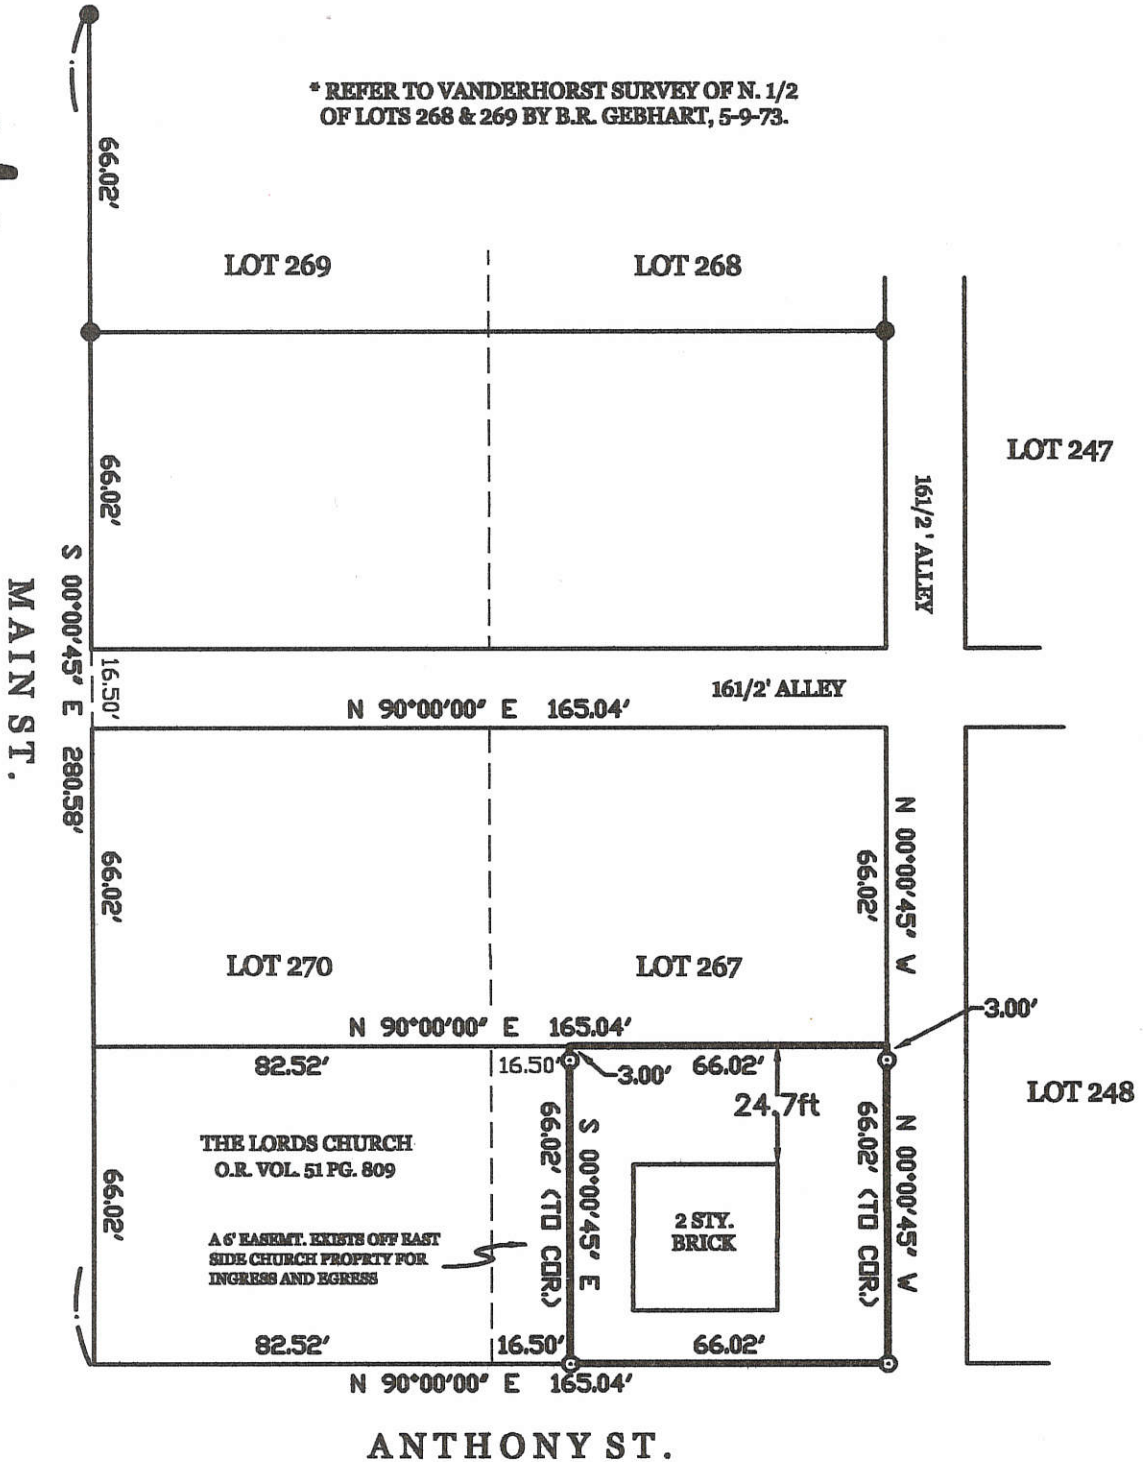 * REFER TO VANDERHORST SURVEY OF N. 1/2
OF LOTS 268 & 269 BY B.R. GEBHART, 5-9-73.
66.02'
LOT 269
LOT 268
LOT 247
66.02'
161/2' ALLEY
MAIN ST.
S 00°00'45" E 280.58'
16.50'
161/2' ALLEY
N 90°00'00" E 165.04'
66.02'
66.02'
N 00°00'45" W
LOT 270
LOT 267
3.00'
N 90°00'00" E 165.04'
82.52'
16.50'
3.00'
66.02'
24.7ft
LOT 248
THE LORDS CHURCH
O.R. VOL. 51 PG. 809
66.02'
66.02' (TO COR.)
S 00°00'45" E
66.02' (TO COR.)
N 00°00'45" W
2 STY.
BRICK
A 6' EASEMT. EXISTS OFF EAST
SIDE CHURCH PROPRTY FOR
INGRESS AND EGRESS
82.52'
16.50'
66.02'
N 90°00'00" E 165.04'
ANTHONY ST.